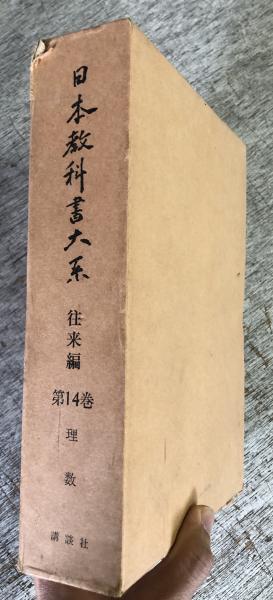 日本教科書大系
往来編
第14巻
理数
講談社